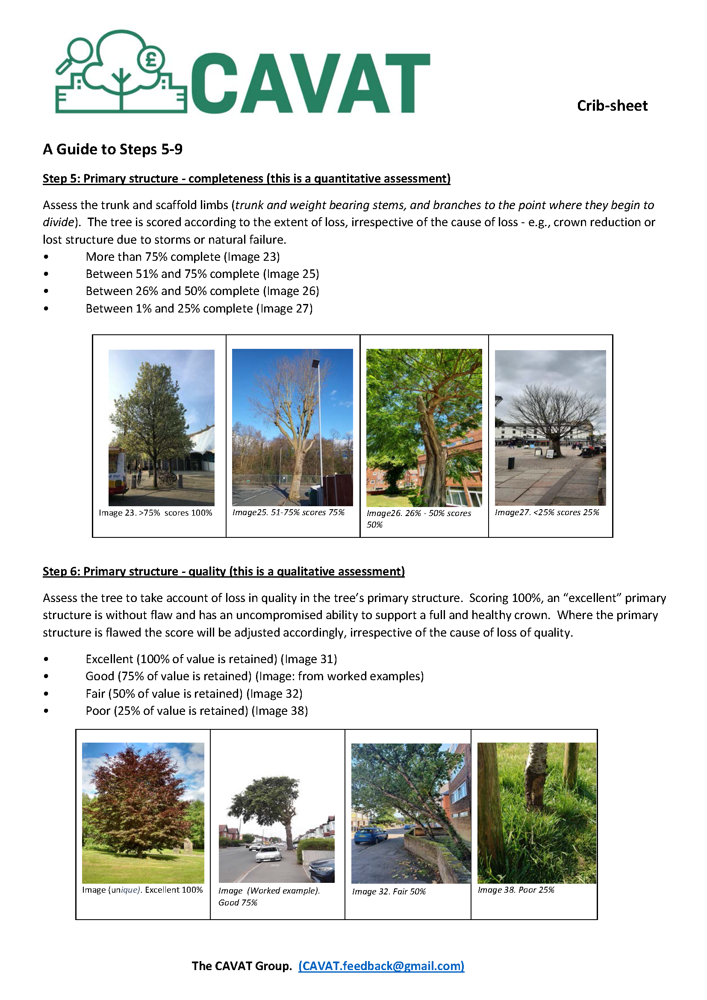 £
CAVAT
Crib-sheet
A Guide to Steps 5-9
Step 5: Primary structure - completeness (this is a quantitative assessment)
Assess the trunk and scaffold limbs (trunk and weight bearing stems, and branches to the point where they begin to
divide).  The tree is scored according to the extent of loss, irrespective of the cause of loss - e.g., crown reduction or
lost structure due to storms or natural failure.
• More than 75% complete (Image 23)
• Between 51% and 75% complete (Image 25)
• Between 26% and 50% complete (Image 26)
• Between 1% and 25% complete (Image 27)
Image 23. >75%  scores 100%
Image25. 51-75% scores 75%
Image26. 26% - 50% scores
50%
Image27. <25% scores 25%
Step 6: Primary structure - quality (this is a qualitative assessment)
Assess the tree to take account of loss in quality in the tree’s primary structure.  Scoring 100%, an “excellent” primary
structure is without flaw and has an uncompromised ability to support a full and healthy crown.  Where the primary
structure is flawed the score will be adjusted accordingly, irrespective of the cause of loss of quality.
• Excellent (100% of value is retained) (Image 31)
• Good (75% of value is retained) (Image: from worked examples)
• Fair (50% of value is retained) (Image 32)
• Poor (25% of value is retained) (Image 38)
Image (unique). Excellent 100%
Image  (Worked example).
Good 75%
Image 32. Fair 50%
Image 38. Poor 25%
The CAVAT Group.  (CAVAT.feedback@gmail.com)